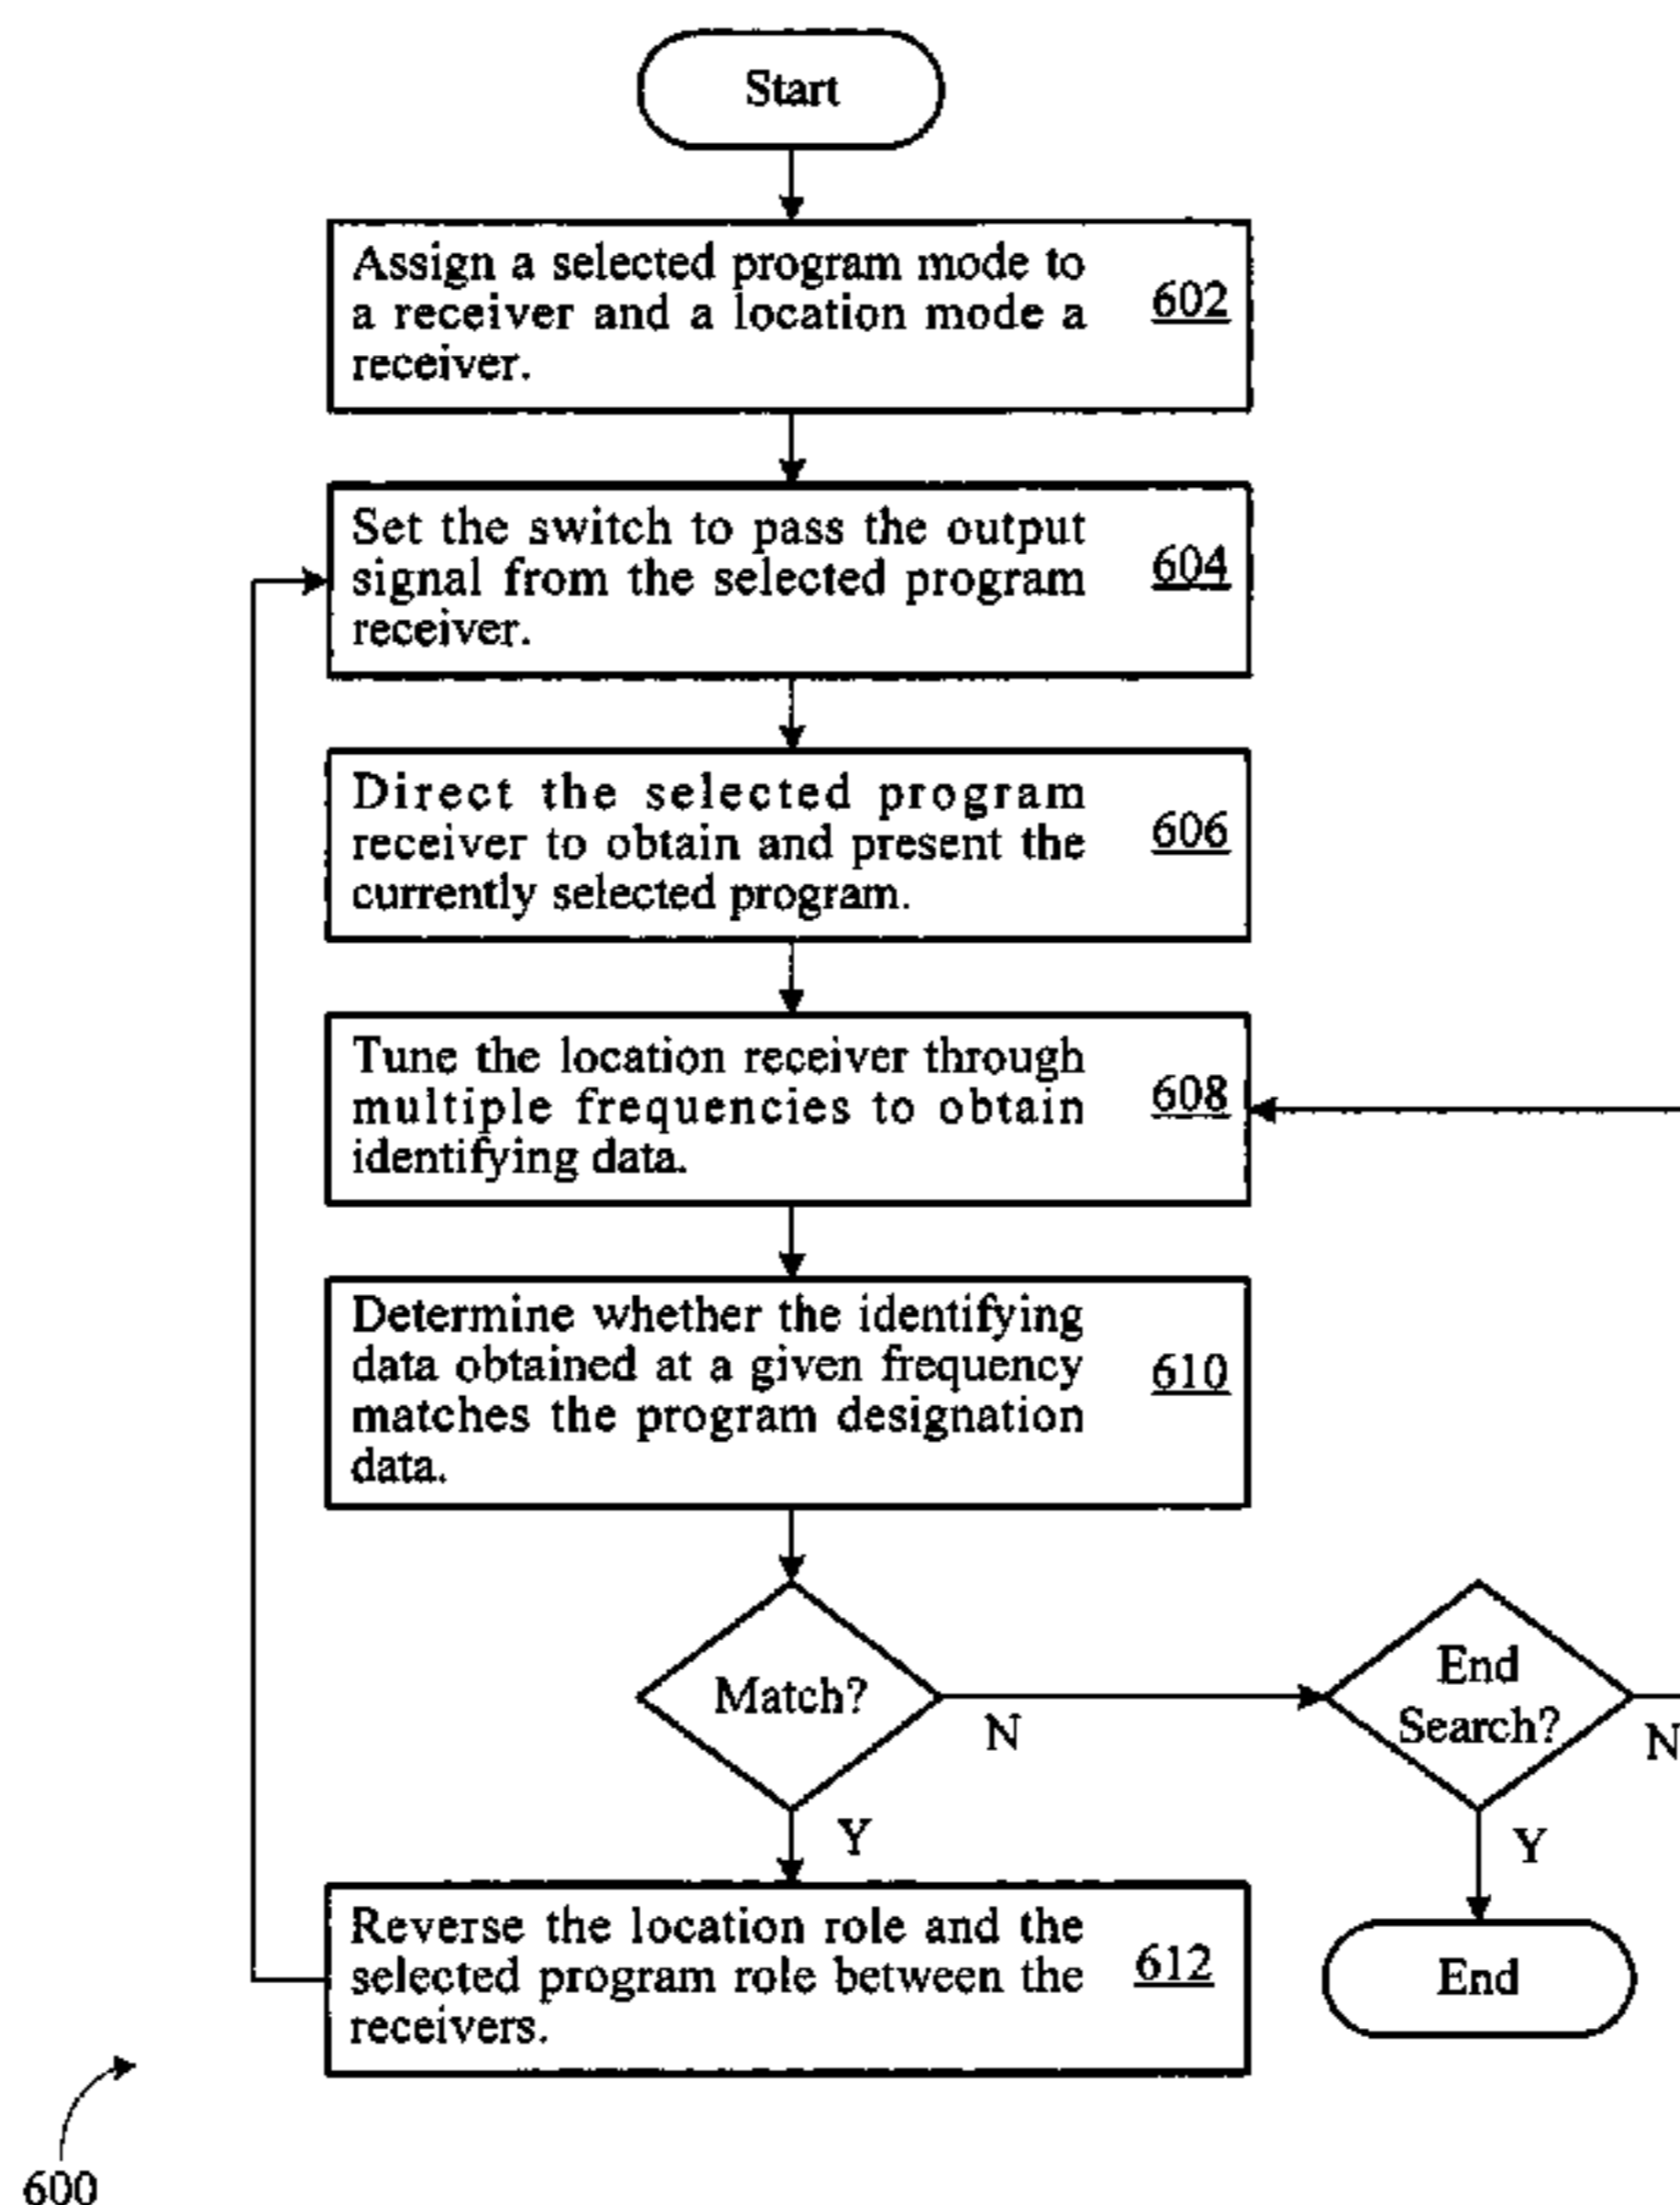 Start
Assign a selected program mode to
a receiver and a location mode a
receiver.
602
Set the switch to pass the output
signal from the selected program
receiver.
604
Direct the selected program
receiver to obtain and present the
currently selected program.
606
Tune the location receiver through
multiple frequencies to obtain
identifying data.
608
Determine whether the identifying
data obtained at a given frequency
matches the program designation
data.
610
Match?
N
End
Search?
N
Y
Y
Reverse the location role and the
selected program role between the
receivers.
612
End
600